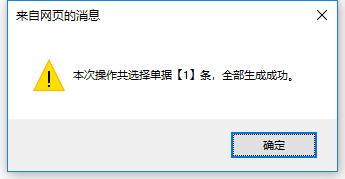 来自网页的消息
本次操作共选择单据【1】条，全部生成成功。
确定